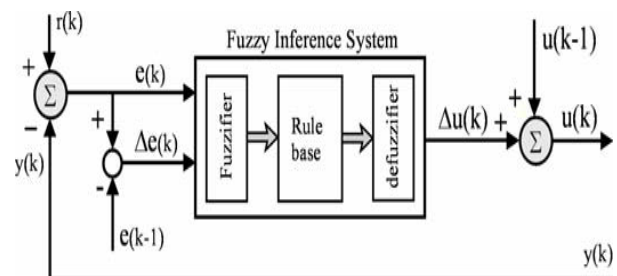 r(k)
Fuzzy Inference System
u(k-1)
+
e(k)
Σ
−
+
Δe(k)
y(k)
-
e(k-1)
Fuzzifier
Rule
base
defuzzifier
Δu(k)
+
+
Σ
u(k)
y(k)